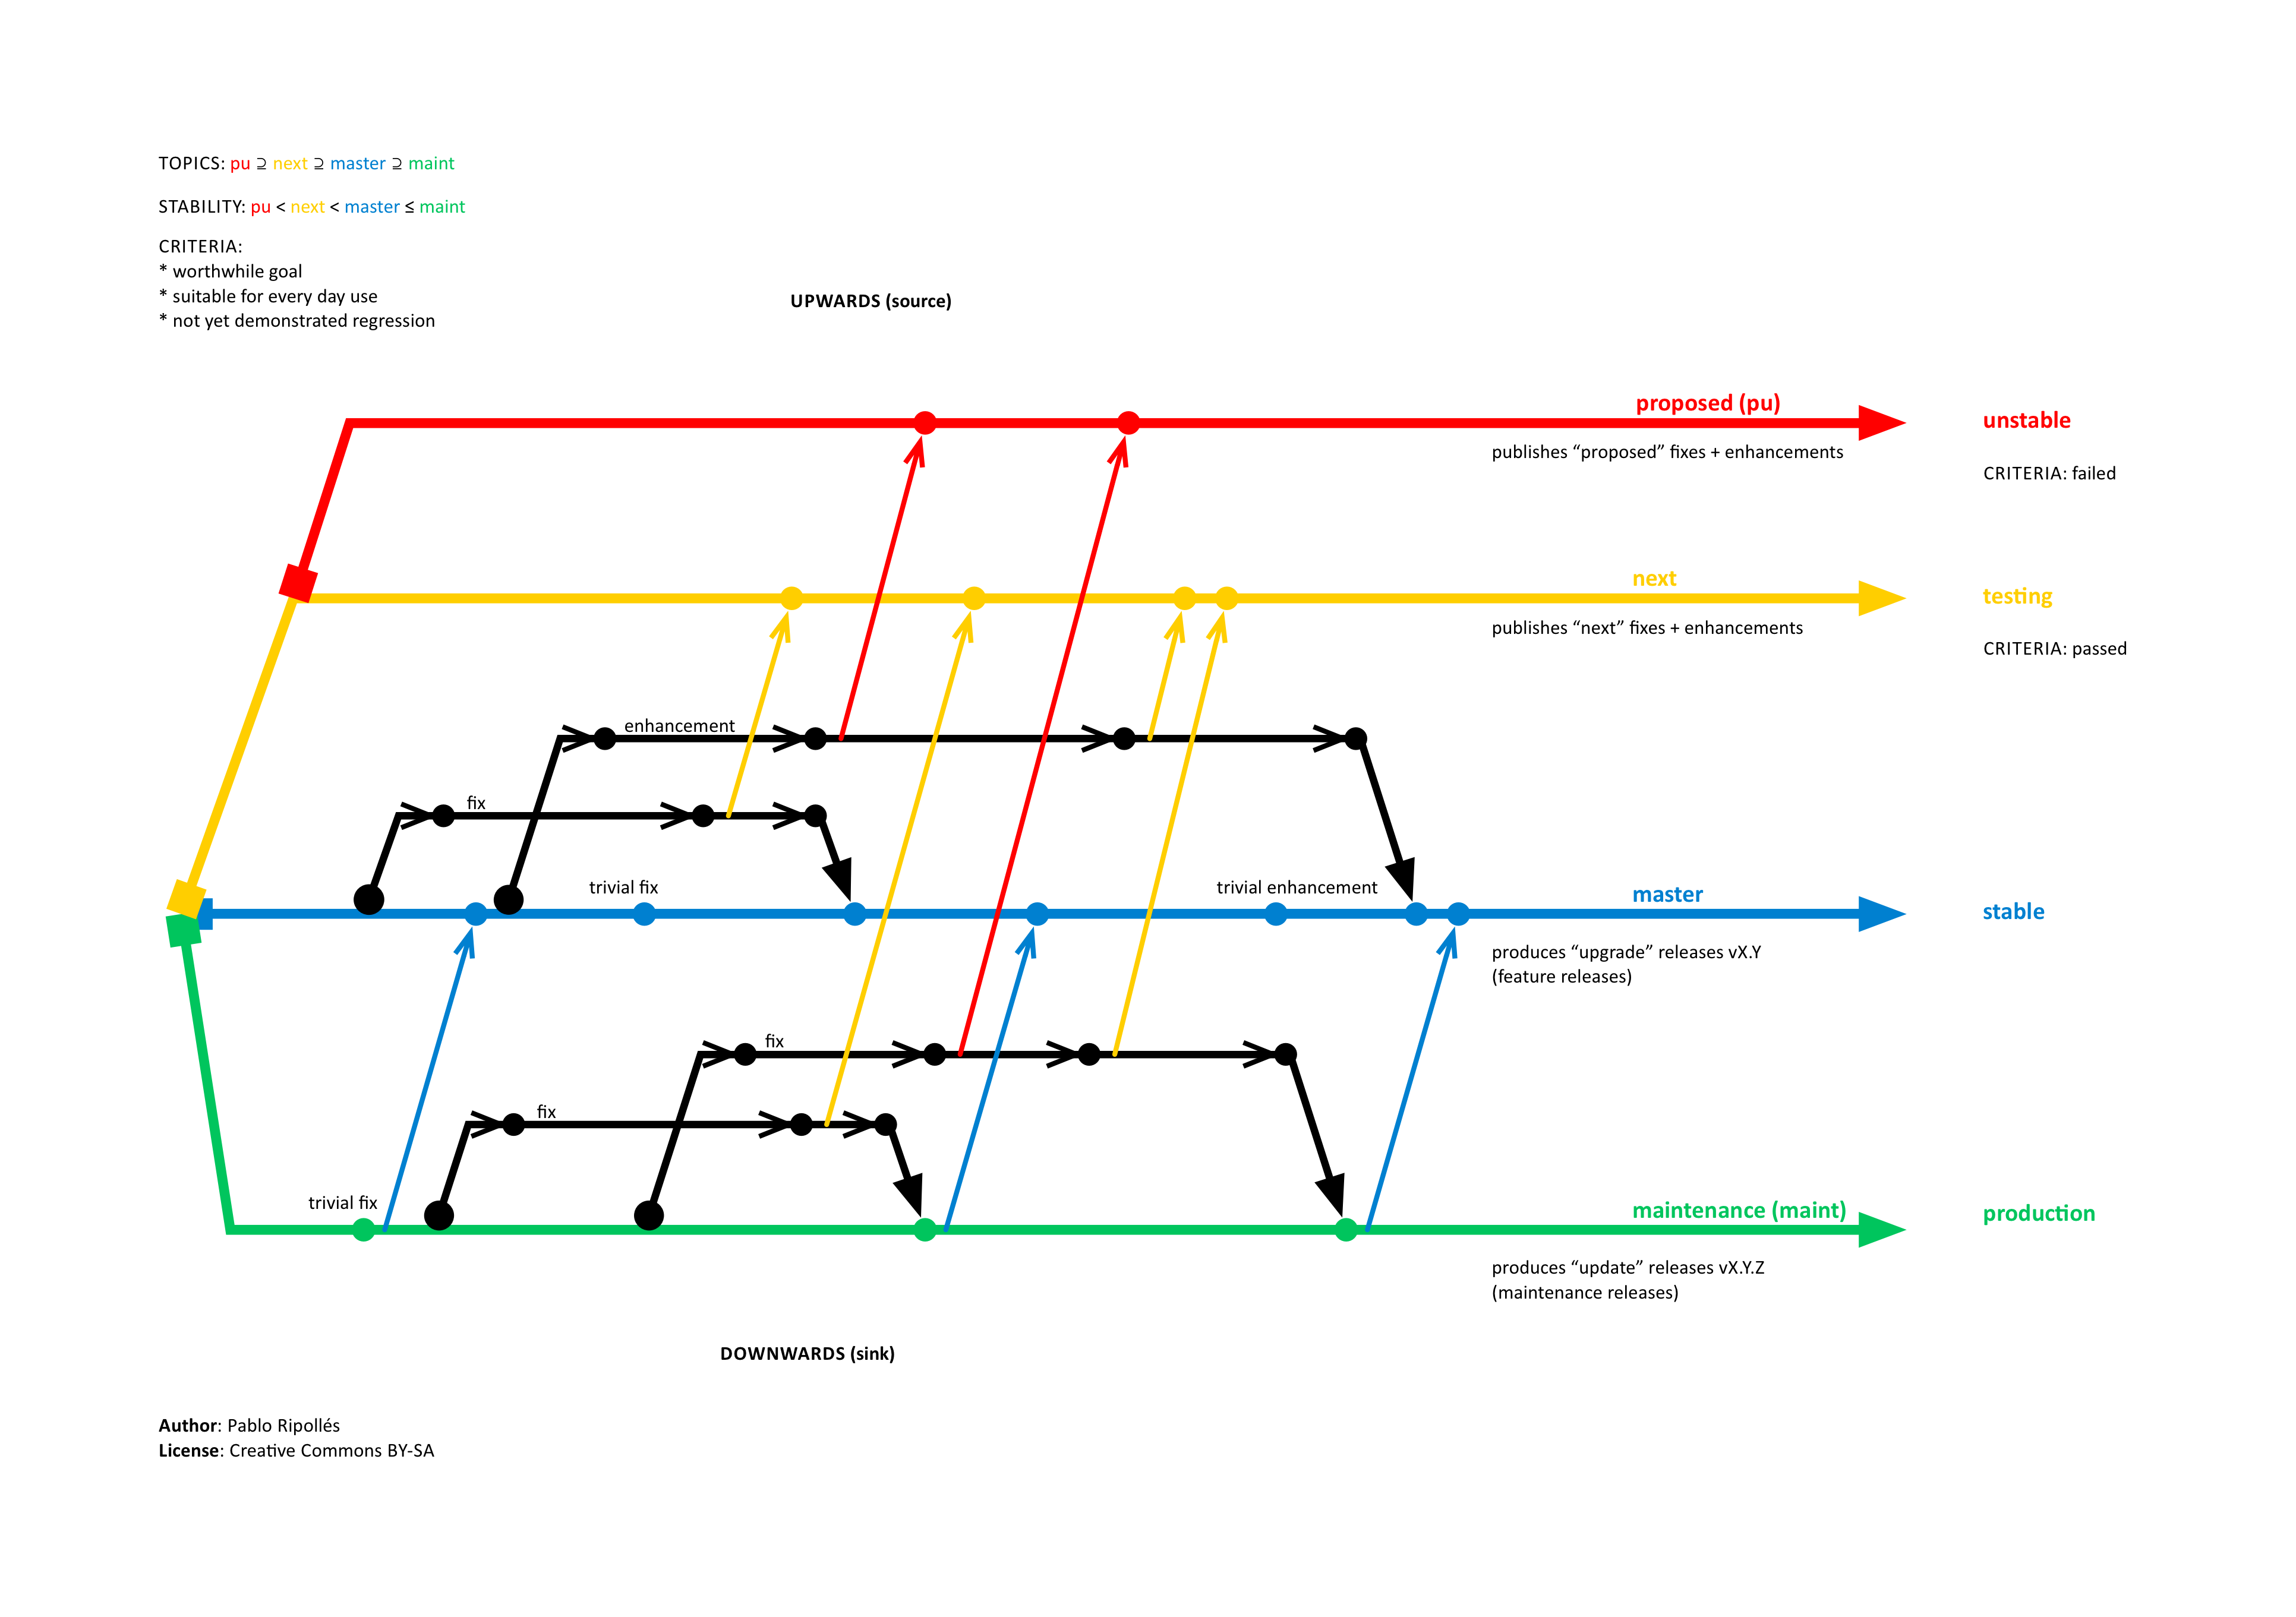 TOPICS: pu ⊇ next ⊇ master ⊇ maint
STABILITY: pu < next < master ≤ maint
CRITERIA:
* worthwhile goal
* suitable for every day use
* not yet demonstrated regression
UPWARDS (source)
proposed (pu)
unstable
publishes “proposed” fixes + enhancements
CRITERIA: failed
next
testing
publishes “next” fixes + enhancements
CRITERIA: passed
enhancement
fix
trivial fix
trivial enhancement
master
stable
produces “upgrade” releases vX.Y
(feature releases)
fix
fix
trivial fix
maintenance (maint)
production
produces “update” releases vX.Y.Z
(maintenance releases)
DOWNWARDS (sink)
Author: Pablo Ripollés
License: Creative Commons BY-SA